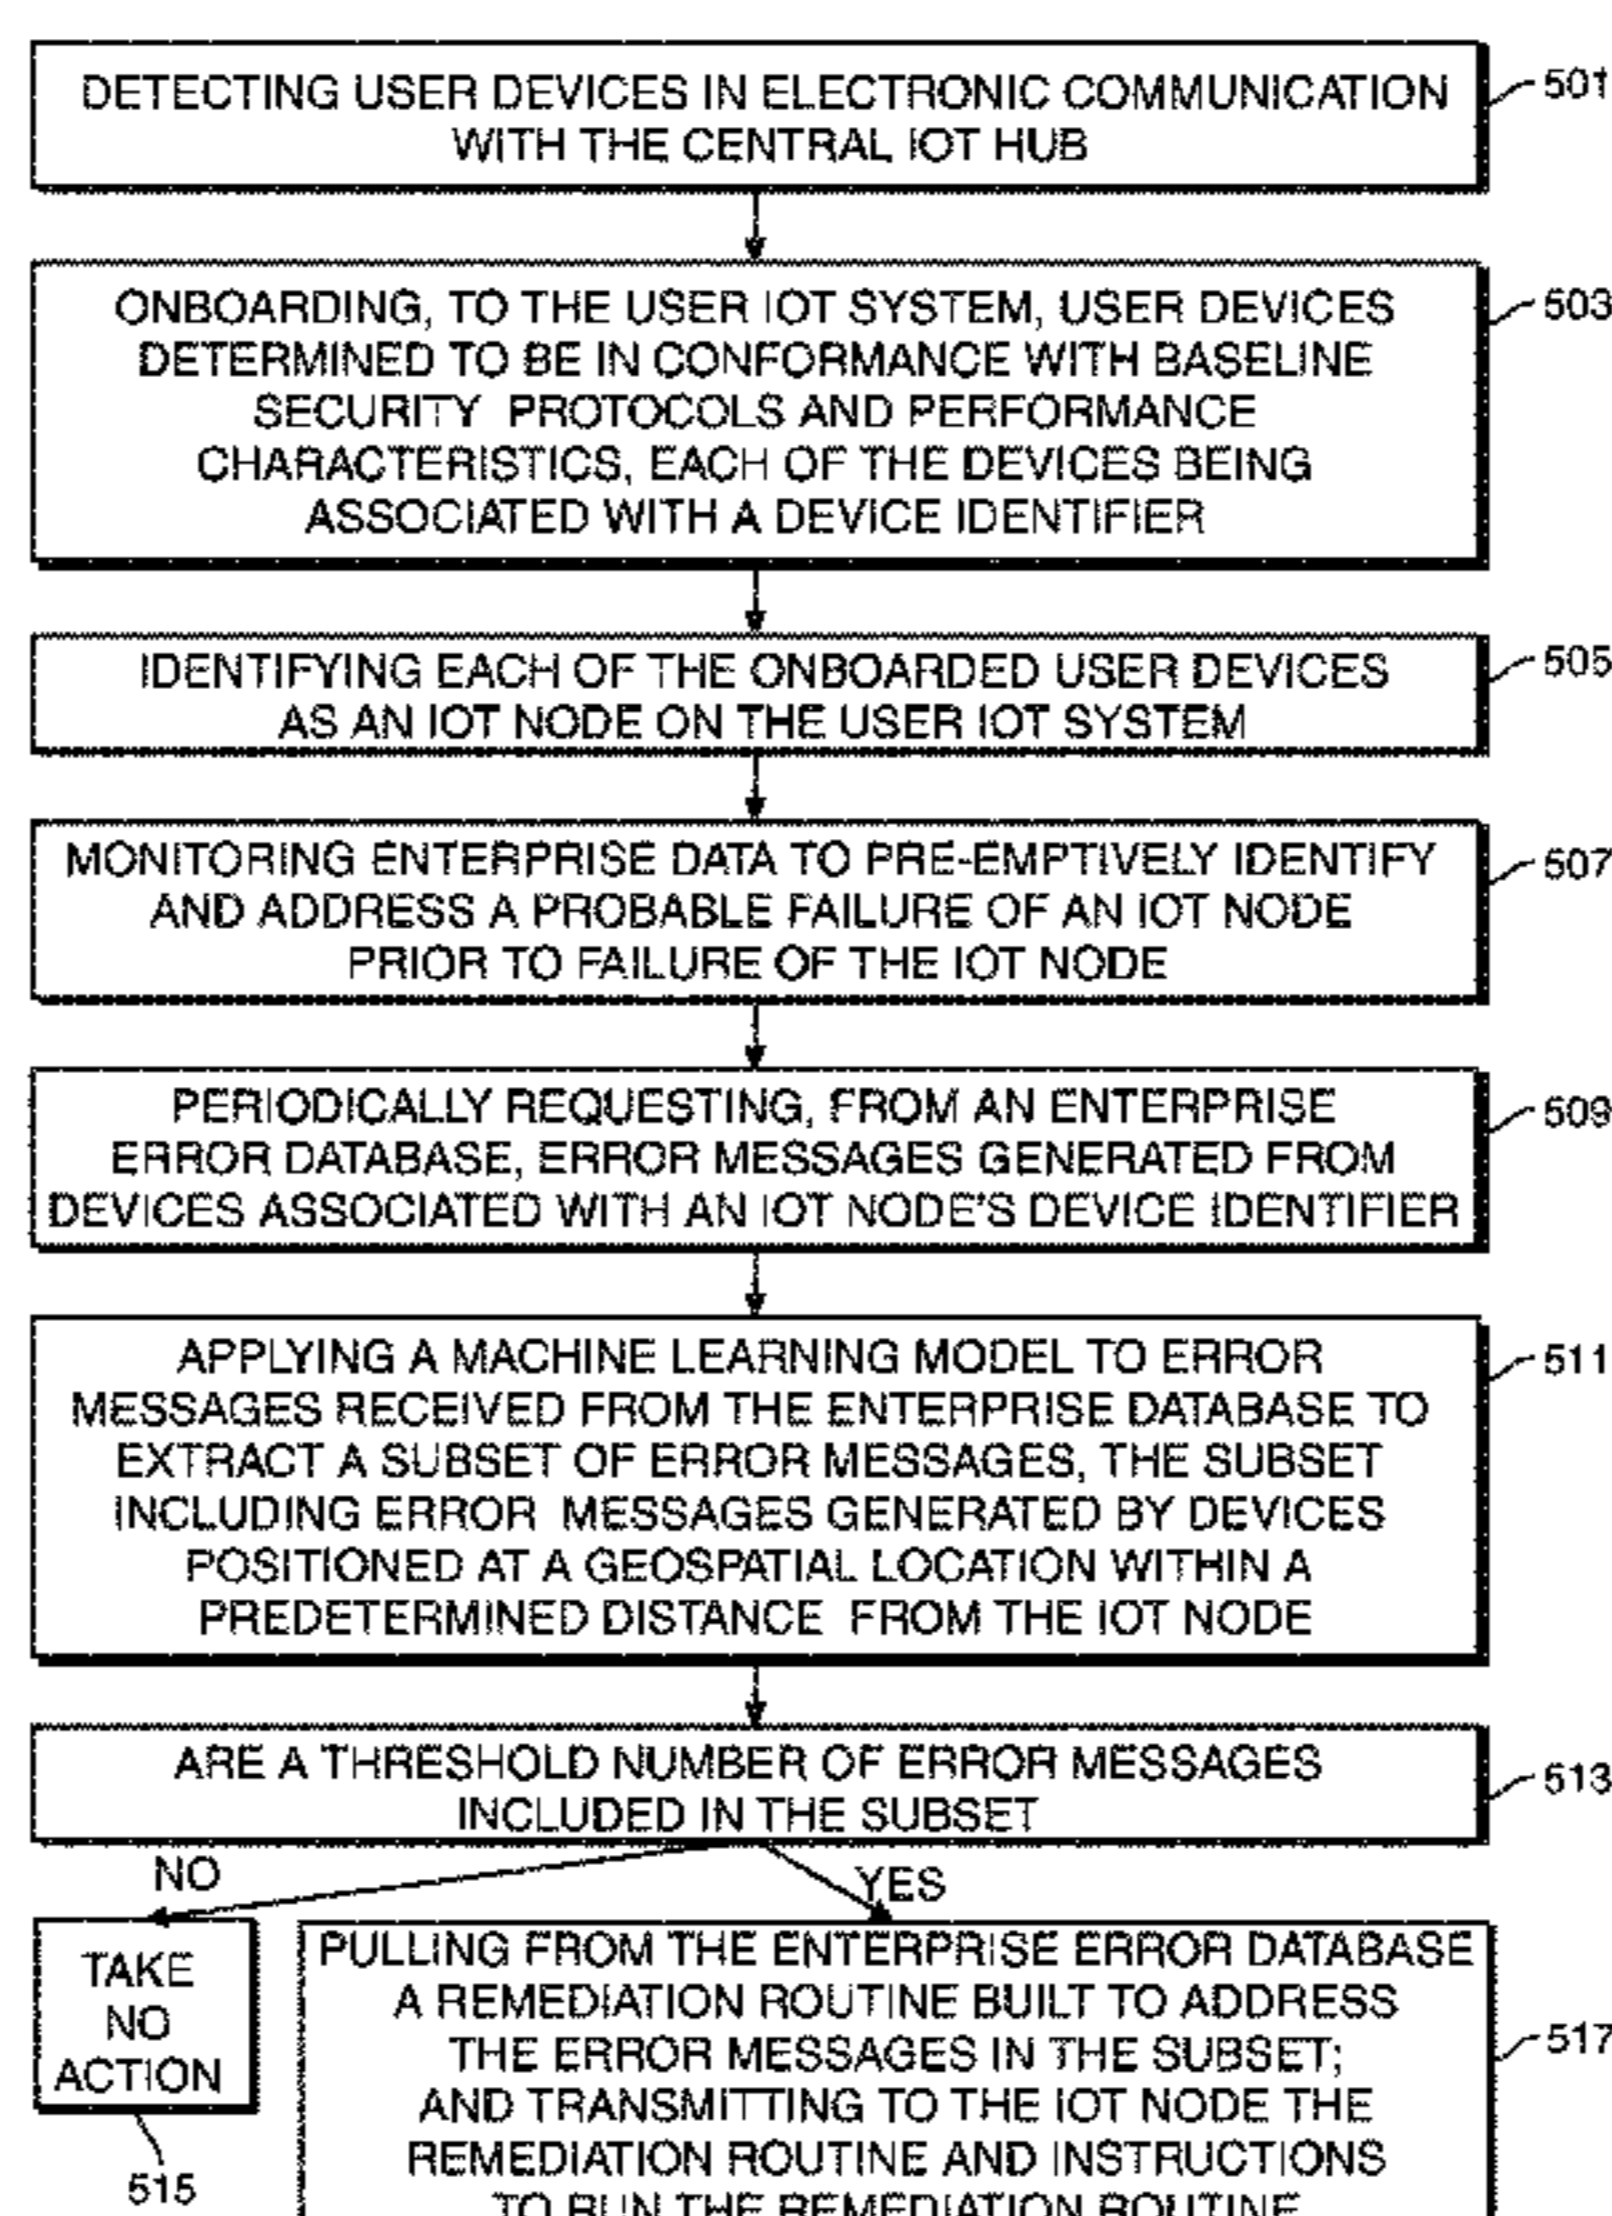 DETECTING USER DEVICES IN ELECTRONIC COMMUNICATION
WITH THE CENTRAL IOT HUB
501
ONBOARDING, TO THE USER IOT SYSTEM, USER DEVICES
DETERMINED TO BE IN CONFORMANCE WITH BASELINE
SECURITY PROTOCOLS AND PERFORMANCE
CHARACTERISTICS, EACH OF THE DEVICES BEING
ASSOCIATED WITH A DEVICE IDENTIFIER
503
IDENTIFYING EACH OF THE ONBOARDED USER DEVICES
AS AN IOT NODE ON THE USER IOT SYSTEM
505
MONITORING ENTERPRISE DATA TO PRE-EMPTIVELY IDENTIFY
AND ADDRESS A PROBABLE FAILURE OF AN IOT NODE
PRIOR TO FAILURE OF THE IOT NODE
507
PERIODICALLY REQUESTING, FROM AN ENTERPRISE
ERROR DATABASE, ERROR MESSAGES GENERATED FROM
DEVICES ASSOCIATED WITH AN IOT NODE'S DEVICE IDENTIFIER
509
APPLYING A MACHINE LEARNING MODEL TO ERROR
MESSAGES RECEIVED FROM THE ENTERPRISE DATABASE TO
EXTRACT A SUBSET OF ERROR MESSAGES, THE SUBSET
INCLUDING ERROR MESSAGES GENERATED BY DEVICES
POSITIONED AT A GEOSPATIAL LOCATION WITHIN A
PREDETERMINED DISTANCE FROM THE IOT NODE
511
ARE A THRESHOLD NUMBER OF ERROR MESSAGES
INCLUDED IN THE SUBSET
513
NO
YES
TAKE
NO
ACTION
515
PULLING FROM THE ENTERPRISE ERROR DATABASE
A REMEDIATION ROUTINE BUILT TO ADDRESS
THE ERROR MESSAGES IN THE SUBSET;
AND TRANSMITTING TO THE IOT NODE THE
REMEDIATION ROUTINE AND INSTRUCTIONS
TO RUN THE REMEDIATION ROUTINE
517